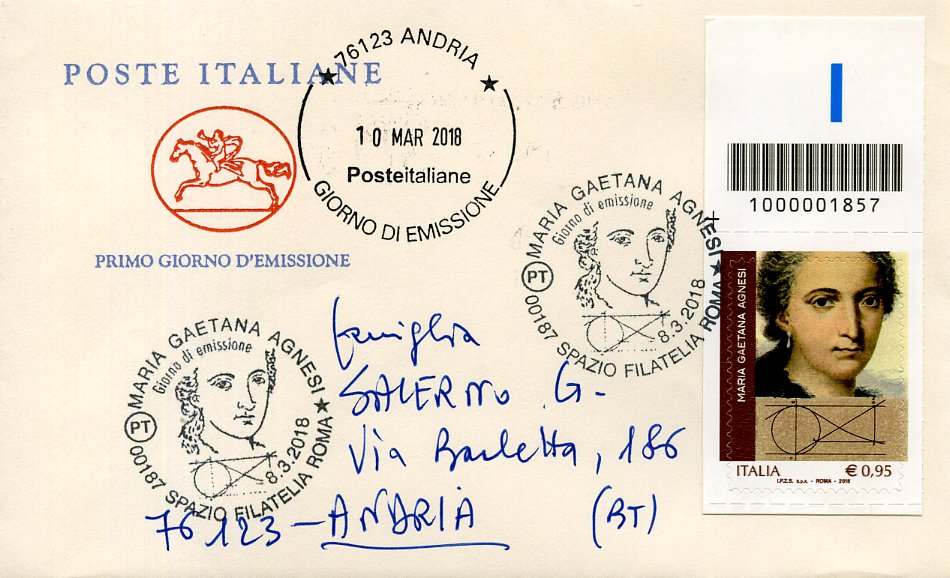 POSTE ITALIANE
PRIMO GIORNO D'EMISSIONE
76123 ANDRIA
10 MAR 2018
Posteitaliane
GIORNO DI EMISSIONE
1000001857
MARIA GAETANA AGNESI
Giorno di emissione
PT
8.3.2018
00187 SPAZIO FILATELIA ROMA
MARIA GAETANA AGNESI
ITALIA
€ 0,95
I.P.Z.S. S.p.A. - ROMA - 2018
MARIA GAETANA AGNESI
Giorno di emissione
PT
8.3.2018
00187 SPAZIO FILATELIA ROMA
famiglia
SALERNO G.
Via Barletta, 186
76123 - ANDRIA (BT)